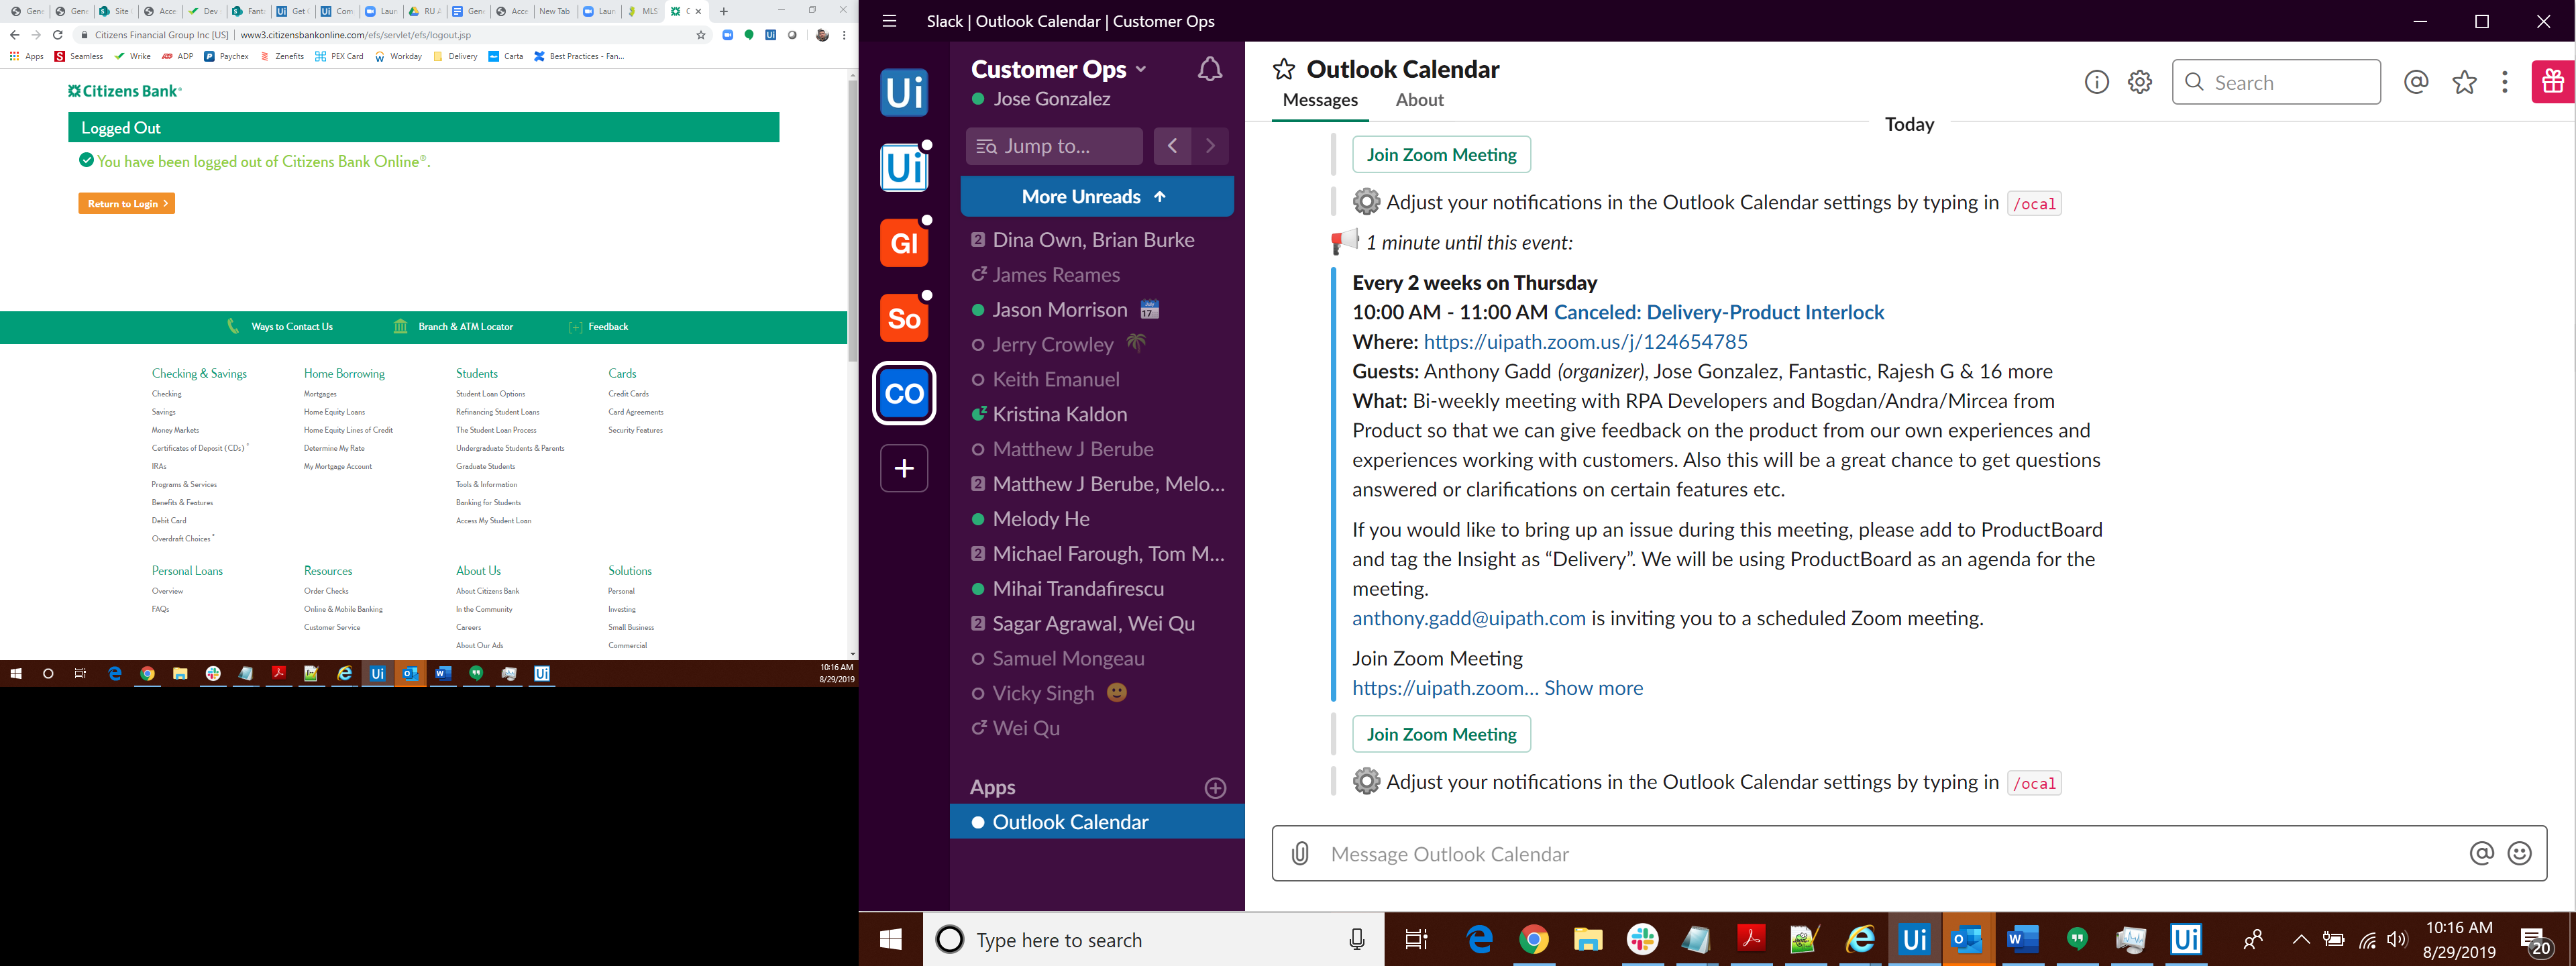 Gene
Gene
Site
Acce
Dev
Fant
Get
Com
Laun
RU A
Gene
Acce
New Tab
Laun
MLS
C
Citizens Financial Group Inc [US] | www3.citizensbankonline.com/efs/servlet/efs/logout.jsp
Apps Seamless Wrike ADP Paychex Zenefits PEX Card Workday Delivery Carta Best Practices - Fan...
Citizens Bank®
Logged Out
You have been logged out of Citizens Bank Online®.
Return to Login
Ways to Contact Us
Branch & ATM Locator
[+] Feedback
Checking & Savings
Checking
Savings
Money Markets
Certificates of Deposit (CDs) *
IRAs
Programs & Services
Benefits & Features
Debit Card
Overdraft Choices *
Home Borrowing
Mortgages
Home Equity Loans
Home Equity Lines of Credit
Determine My Rate
My Mortgage Account
Students
Student Loan Options
Refinancing Student Loans
The Student Loan Process
Undergraduate Students & Parents
Graduate Students
Tools & Information
Banking for Students
Access My Student Loan
Cards
Credit Cards
Card Agreements
Security Features
Personal Loans
Overview
FAQs
Resources
Order Checks
Online & Mobile Banking
Customer Service
About Us
About Citizens Bank
In the Community
Careers
About Our Ads
Solutions
Personal
Investing
Small Business
Commercial
10:16 AM
8/29/2019
Slack | Outlook Calendar | Customer Ops
Ui
Ui
GI
So
CO
+
Customer Ops
Jose Gonzalez
Jump to...
More Unreads ↑
2 Dina Own, Brian Burke
James Reames
Jason Morrison
Jerry Crowley
Keith Emanuel
Kristina Kaldon
Matthew J Berube
2 Matthew J Berube, Melo...
Melody He
2 Michael Farough, Tom M...
Mihai Trandafirescu
2 Sagar Agrawal, Wei Qu
Samuel Mongeau
Vicky Singh
Wei Qu
Apps
Outlook Calendar
Outlook Calendar
Messages About
Search
Today
Join Zoom Meeting
Adjust your notifications in the Outlook Calendar settings by typing in /ocal
1 minute until this event:
Every 2 weeks on Thursday
10:00 AM - 11:00 AM Canceled: Delivery-Product Interlock
Where: https://uipath.zoom.us/j/124654785
Guests: Anthony Gadd (organizer), Jose Gonzalez, Fantastic, Rajesh G & 16 more
What: Bi-weekly meeting with RPA Developers and Bogdan/Andra/Mircea from
Product so that we can give feedback on the product from our own experiences and
experiences working with customers. Also this will be a great chance to get questions
answered or clarifications on certain features etc.
If you would like to bring up an issue during this meeting, please add to ProductBoard
and tag the Insight as “Delivery”. We will be using ProductBoard as an agenda for the
meeting.
anthony.gadd@uipath.com is inviting you to a scheduled Zoom meeting.
Join Zoom Meeting
https://uipath.zoom... Show more
Join Zoom Meeting
Adjust your notifications in the Outlook Calendar settings by typing in /ocal
Message Outlook Calendar
Type here to search
10:16 AM
8/29/2019
20